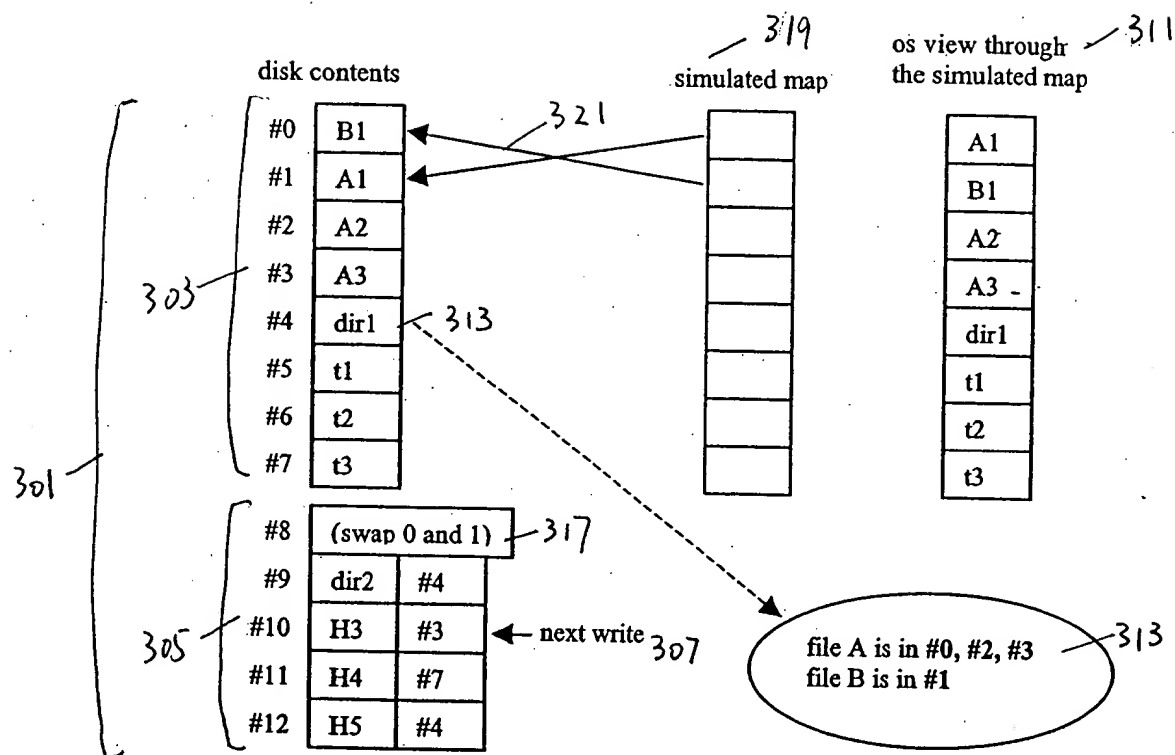 319
os view through 311
the simulated map
disk contents
simulated map
#0 B1 321 A1
#1 A1 B1
#2 A2 A2
303 #3 A3 A3
#4 dir1 313 dir1
#5 t1 t1
#6 t2 t2
301 #7 t3 t3
#8 (swap 0 and 1) 317
#9 dir2 #4
305 #10 H3 #3 next write 307
#11 H4 #7
#12 H5 #4
file A is in #0, #2, #3 313
file B is in #1